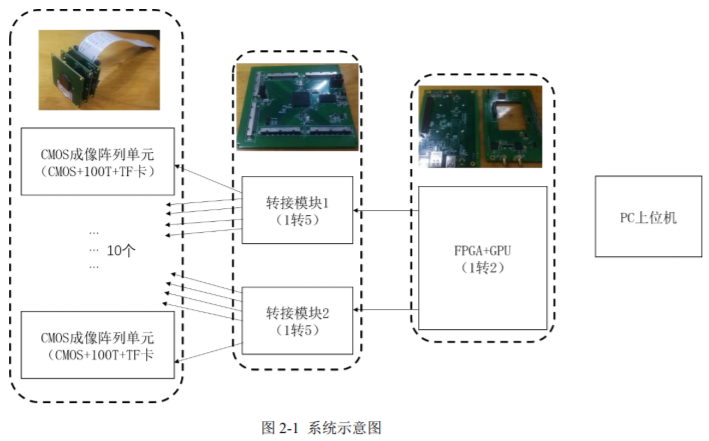 CMOS成像阵列单元
（CMOS+100T+TF卡）
...
... 10个
...
CMOS成像阵列单元
（CMOS+100T+TF卡
转接模块1
（1转5）
转接模块2
（1转5）
FPGA+GPU
（1转2）
PC上位机
图 2-1 系统示意图